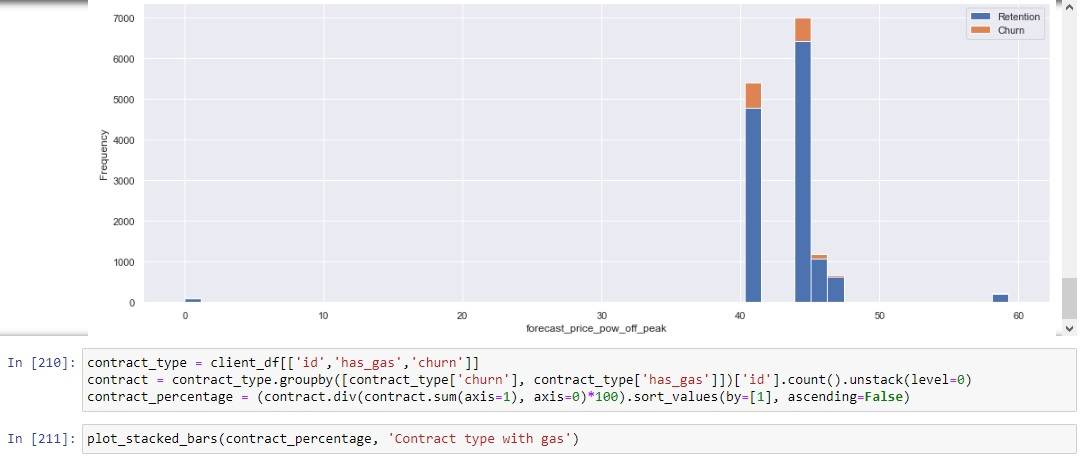 7000
6000
5000
4000
3000
2000
1000
0
Frequency
Retention
Churn
0 10 20 30 40 50 60
forecast_price_pow_off_peak
In [210]: contract_type = client_df[['id','has_gas','churn']]
contract = contract_type.groupby([contract_type['churn'], contract_type['has_gas']])['id'].count().unstack(level=0)
contract_percentage = (contract.div(contract.sum(axis=1), axis=0)*100).sort_values(by=[1], ascending=False)
In [211]: plot_stacked_bars(contract_percentage, 'Contract type with gas')